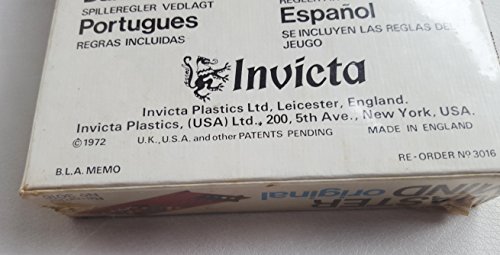 SPILLEREGLER VEDLAGT
Portugues
REGRAS INCLUIDAS
Español
SE INCLUYEN LAS REGLAS DEL
JEUGO
Invicta
Invicta Plastics Ltd, Leicester, England.
Invicta Plastics, (USA) Ltd., 200, 5th Ave., New York, USA.
©1972 U.K., U.S.A. and other PATENTS PENDING MADE IN ENGLAND
B.L.A. MEMO
RE-ORDER Nº 3016
original